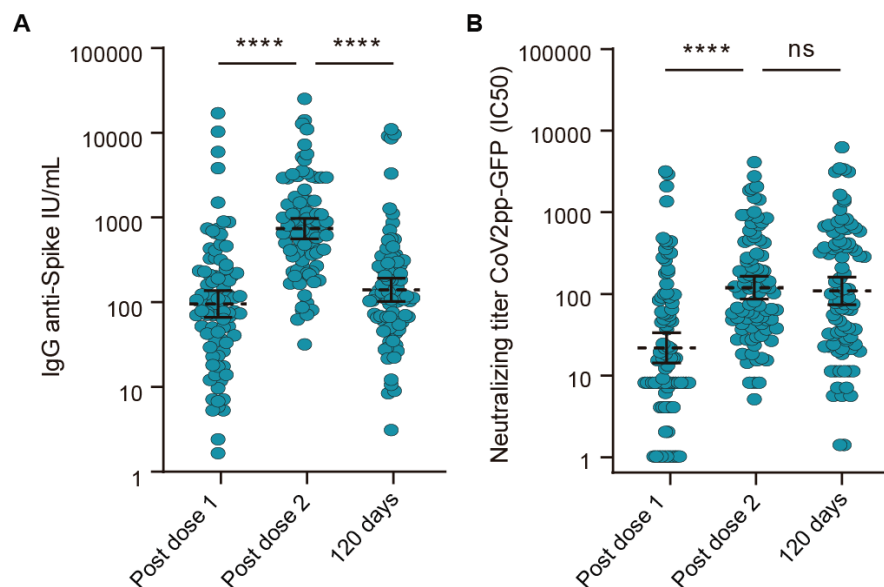 A
**** ****
IgG anti-Spike IU/mL
100000
10000
1000
100
10
1
Post dose 1
Post dose 2
120 days
B
**** ns
Neutralizing titer CoV2pp-GFP (IC50)
100000
10000
1000
100
10
1
Post dose 1
Post dose 2
120 days